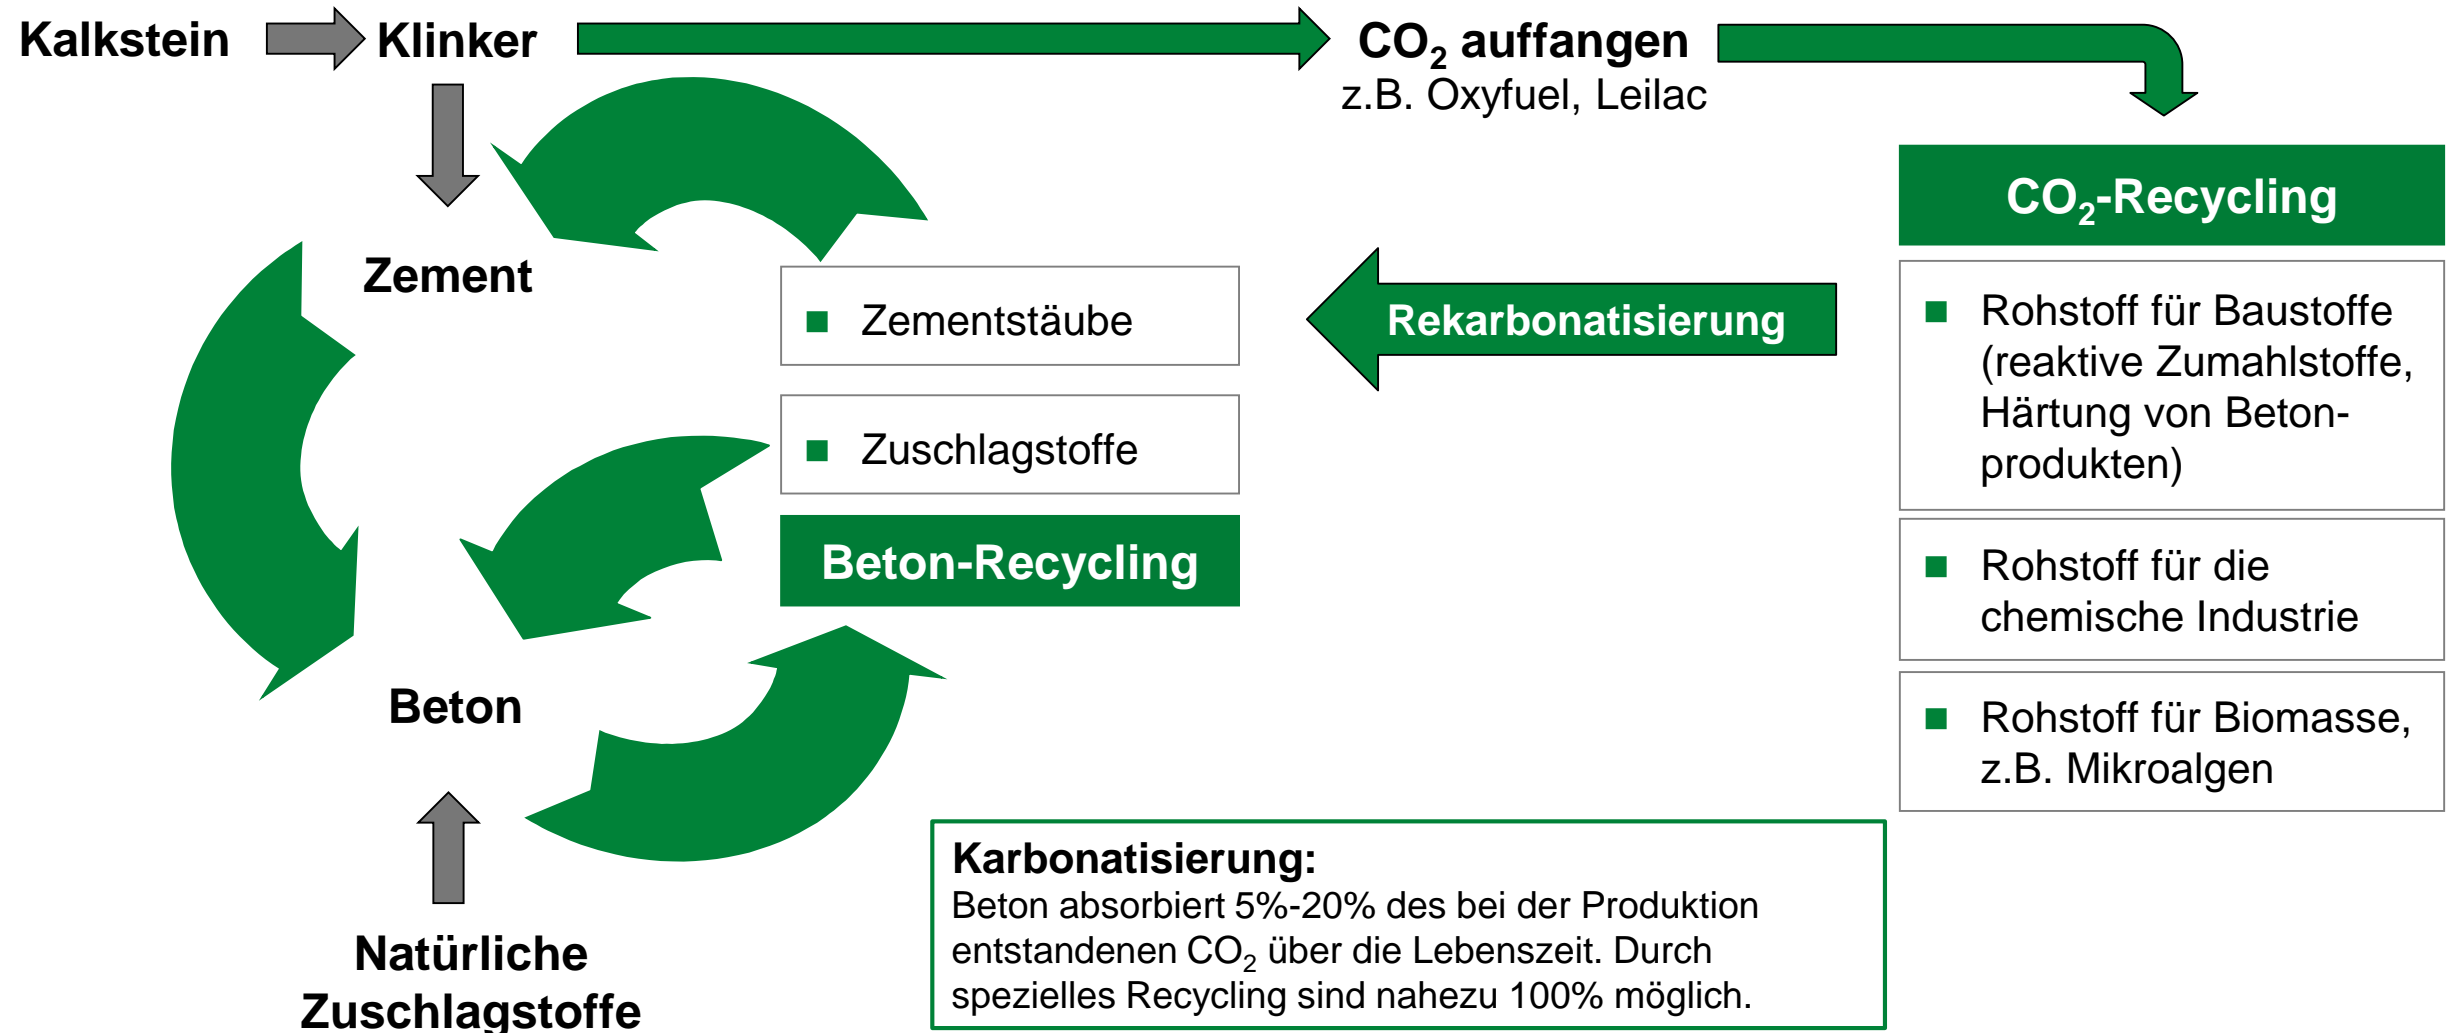 Kalkstein
Klinker
CO₂ auffangen
z.B. Oxyfuel, Leilac
CO₂-Recycling
Zement
Zementstäube
Rekarbonatisierung
Rohstoff für Baustoffe
(reaktive Zumahlstoffe,
Härtung von Beton-
produkten)
Zuschlagstoffe
Beton-Recycling
Rohstoff für die
chemische Industrie
Beton
Rohstoff für Biomasse,
z.B. Mikroalgen
Karbonatisierung:
Beton absorbiert 5%-20% des bei der Produktion
entstandenen CO₂ über die Lebenszeit. Durch
spezielles Recycling sind nahezu 100% möglich.
Natürliche
Zuschlagstoffe